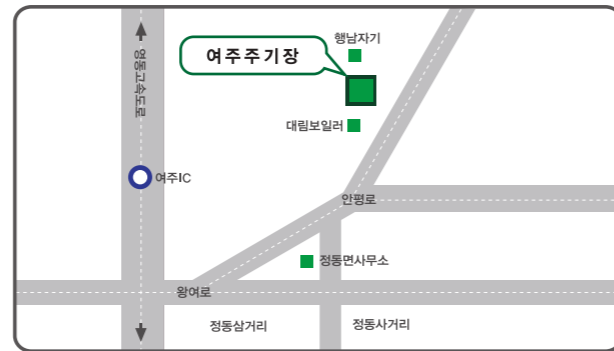 행남자기
여주주기장
영동고속도로
대림보일러
여주IC
안평로
정동면사무소
왕여로
정동삼거리
정동사거리